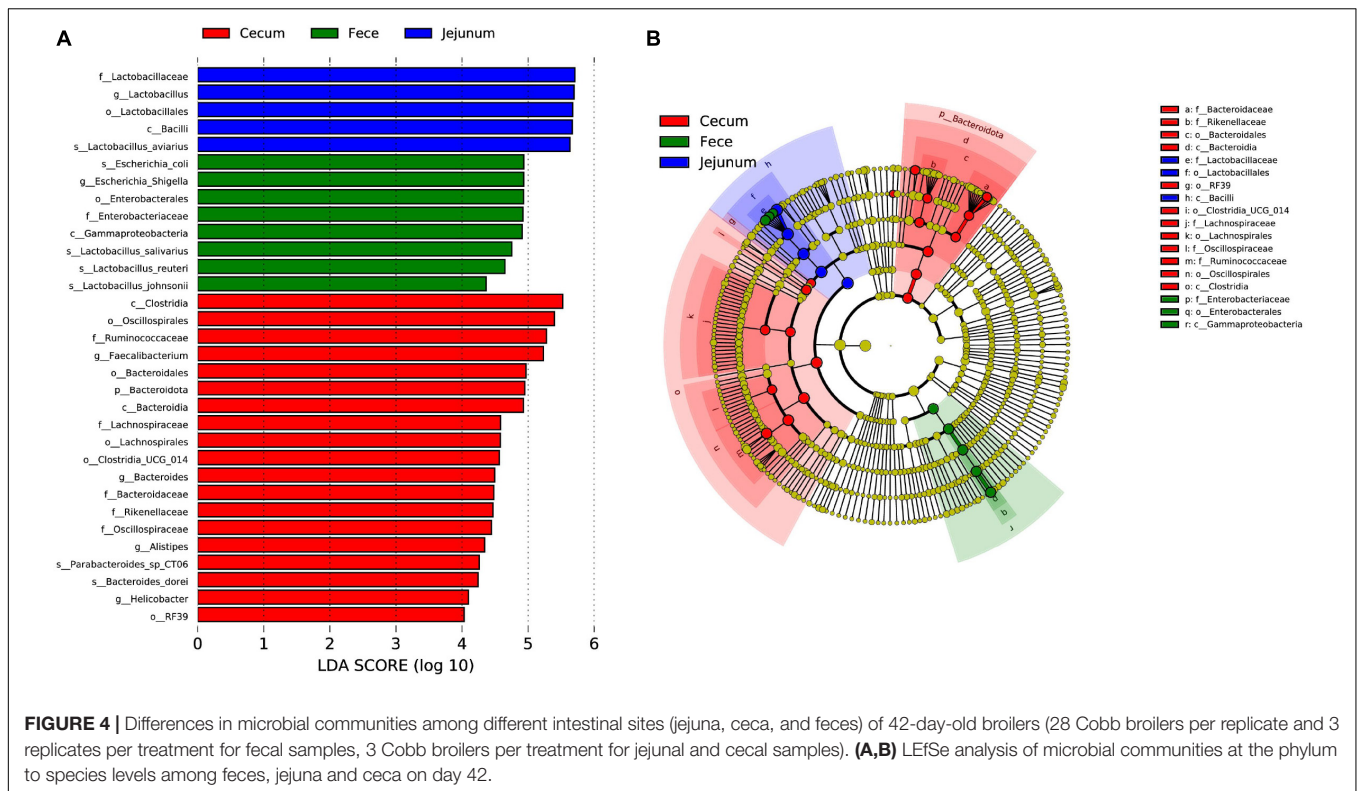 A
Cecum Fece Jejunum
f__Lactobacillaceae
g__Lactobacillus
o__Lactobacillales
c__Bacilli
s__Lactobacillus_aviarius
s__Escherichia_coli
g__Escherichia_Shigella
o__Enterobacterales
f__Enterobacteriaceae
c__Gammaproteobacteria
s__Lactobacillus_salivarius
s__Lactobacillus_reuteri
s__Lactobacillus_johnsonii
c__Clostridia
o__Oscillospirales
f__Ruminococcaceae
g__Faecalibacterium
o__Bacteroidales
p__Bacteroidota
c__Bacteroidia
f__Lachnospiraceae
o__Lachnospirales
o__Clostridia_UCG_014
g__Bacteroides
f__Bacteroidaceae
f__Rikenellaceae
f__Oscillospiraceae
g__Alistipes
s__Parabacteroides_sp_CT06
s__Bacteroides_dorei
g__Helicobacter
o__RF39
0 1 2 3 4 5 6
LDA SCORE (log 10)
B
Cecum
Fece
Jejunum
p__Bacteroidota
d
c
b
a
h
f
e
g
i
k
j
o
l
n
m
a: f__Bacteroidaceae
b: f__Rikenellaceae
c: o__Bacteroidales
d: c__Bacteroidia
e: f__Lactobacillaceae
f: o__Lactobacillales
g: o__RF39
h: c__Bacilli
i: o__Clostridia_UCG_014
j: f__Lachnospiraceae
k: o__Lachnospirales
l: f__Oscillospiraceae
m: f__Ruminococcaceae
n: o__Oscillospirales
o: c__Clostridia
p: f__Enterobacteriaceae
q: o__Enterobacterales
r: c__Gammaproteobacteria
FIGURE 4 | Differences in microbial communities among different intestinal sites (jejuna, ceca, and feces) of 42-day-old broilers (28 Cobb broilers per replicate and 3
replicates per treatment for fecal samples, 3 Cobb broilers per treatment for jejunal and cecal samples). (A,B) LEfSe analysis of microbial communities at the phylum
to species levels among feces, jejuna and ceca on day 42.